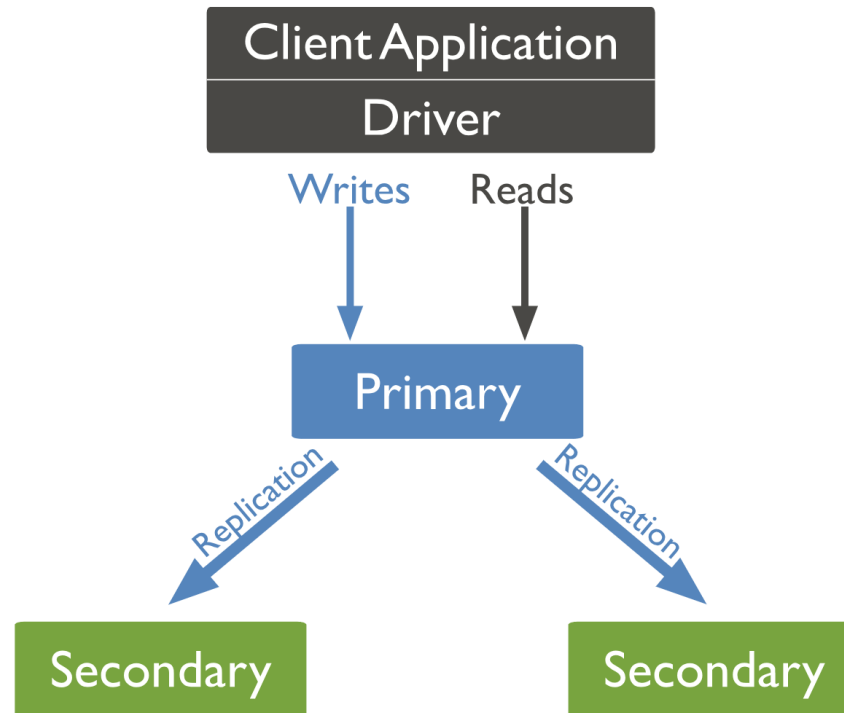 Client Application
Driver
Writes
Reads
Primary
Replication
Replication
Secondary
Secondary